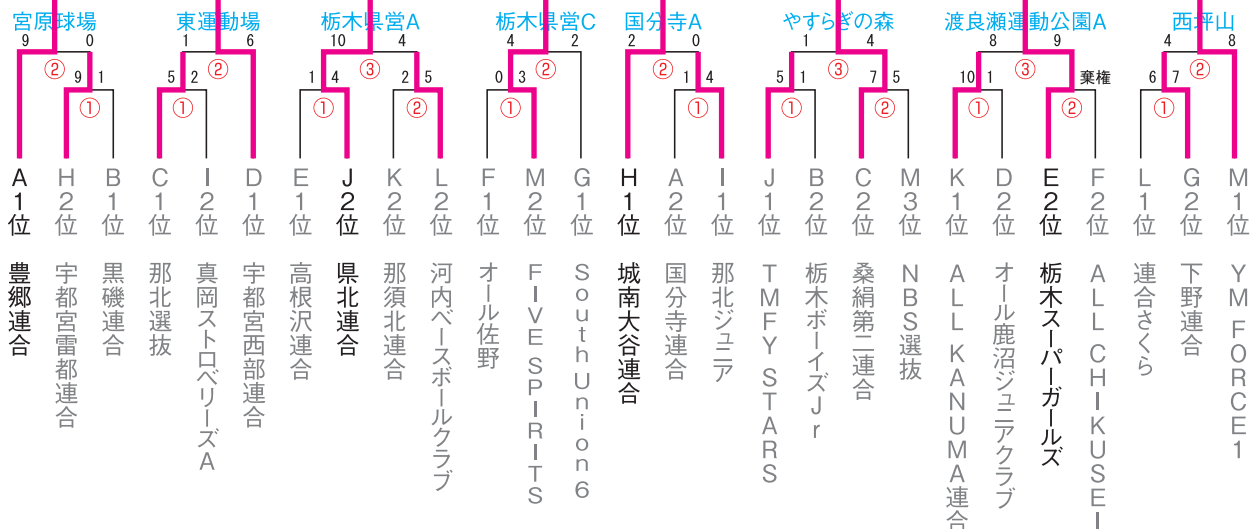 宮原球場
東運動場
栃木県営A
栃木県営C
国分寺A
やすらぎの森
渡良瀬運動公園A
西坪山
9 0
1 6
10 4
4 2
2 0
1 4
8 9
4 8
②
②
③
②
②
③
③
②
9 1
5 2
1 4
2 5
0 3
1 4
5 1
7 5
10 1
棄権
6 7
①
①
①
②
①
①
①
②
①
②
①
A1位 豊郷連合
H2位 宇都宮雷都連合
B1位 黒磯連合
C1位 那北選抜
I2位 真岡ストロベリーズA
D1位 宇都宮西部連合
E1位 高根沢連合
J2位 県北連合
K2位 那須北連合
L2位 河内ベースボールクラブ
F1位 オール佐野
M2位 FIVE SPIRITS
G1位 South Union 6
H1位 城南大谷連合
A2位 国分寺連合
I1位 那北ジュニア
J1位 TMFY STARS
B2位 栃木ボーイズJr
C2位 桑絹第二連合
M3位 NBS選抜
K1位 ALL KANUMA連合
D2位 オール鹿沼ジュニアクラブ
E2位 栃木スーパーガールズ
F2位 ALL CHIKUSEI
L1位 連合さくら
G2位 下野連合
M1位 YM FORCE1